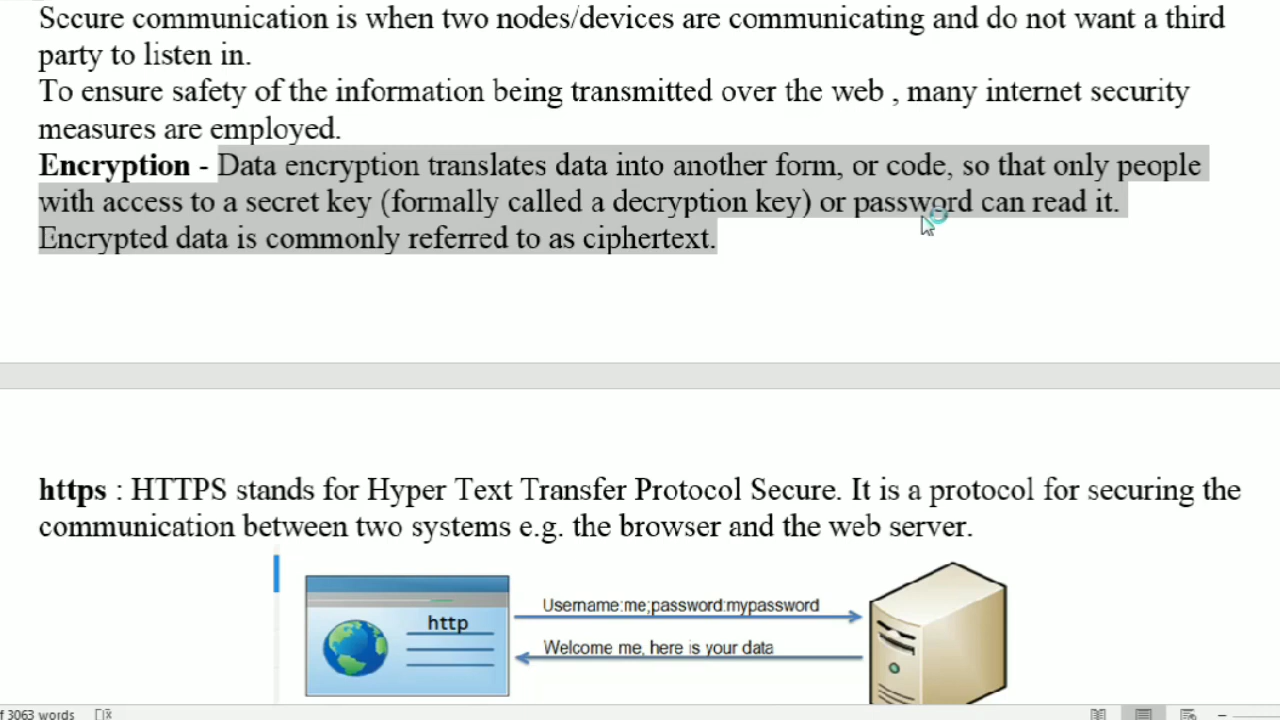 Secure communication is when two nodes/devices are communicating and do not want a third
party to listen in.
To ensure safety of the information being transmitted over the web , many internet security
measures are employed.
Encryption - Data encryption translates data into another form, or code, so that only people
with access to a secret key (formally called a decryption key) or password can read it.
Encrypted data is commonly referred to as ciphertext.
https : HTTPS stands for Hyper Text Transfer Protocol Secure. It is a protocol for securing the
communication between two systems e.g. the browser and the web server.
http
Username:me;password:mypassword
Welcome me, here is your data
f 3063 words